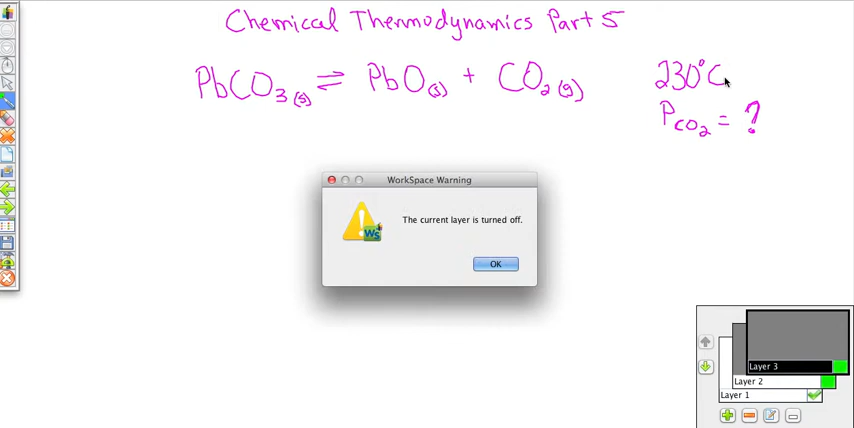 Chemical Thermodynamics Part 5
PbCO3(s) ⇌ PbO(s) + CO2(g)
230°C
PCO2 = ?
WorkSpace Warning
The current layer is turned off.
Ws
OK
Layer 3
Layer 2
Layer 1